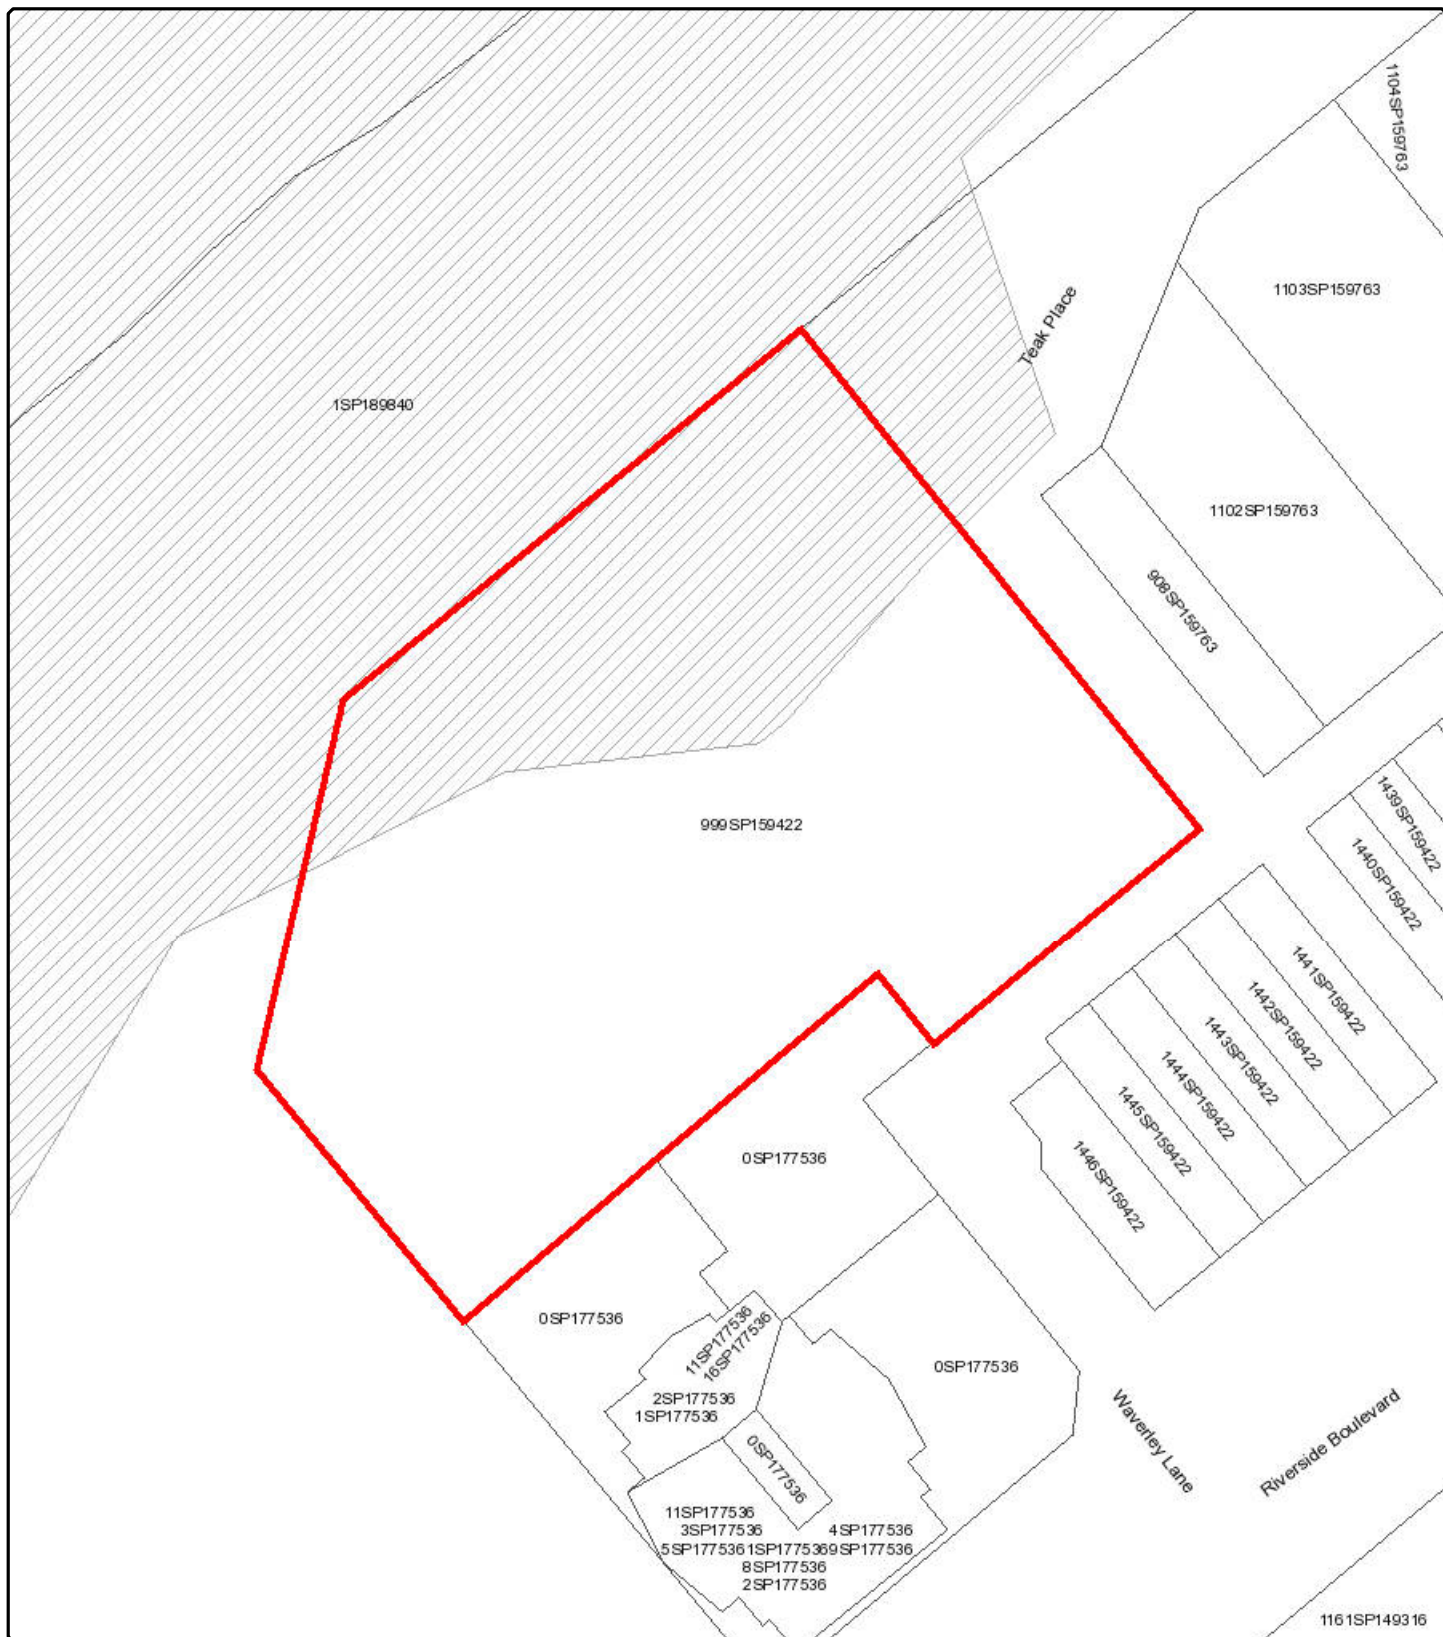 1104SP159763
1103SP159763
Teak Place
1SP189840
1102SP159763
908SP159763
999SP159422
1439SP159422
1440SP159422
1441SP159422
1442SP159422
1443SP159422
1444SP159422
1445SP159422
1446SP159422
0SP177536
0SP177536
11SP177536
16SP177536
0SP177536
2SP177536
1SP177536
Waverley Lane
Riverside Boulevard
0SP177536
11SP177536
3SP177536
4SP177536
5SP1775361SP1775369SP177536
8SP177536
2SP177536
1161SP149316